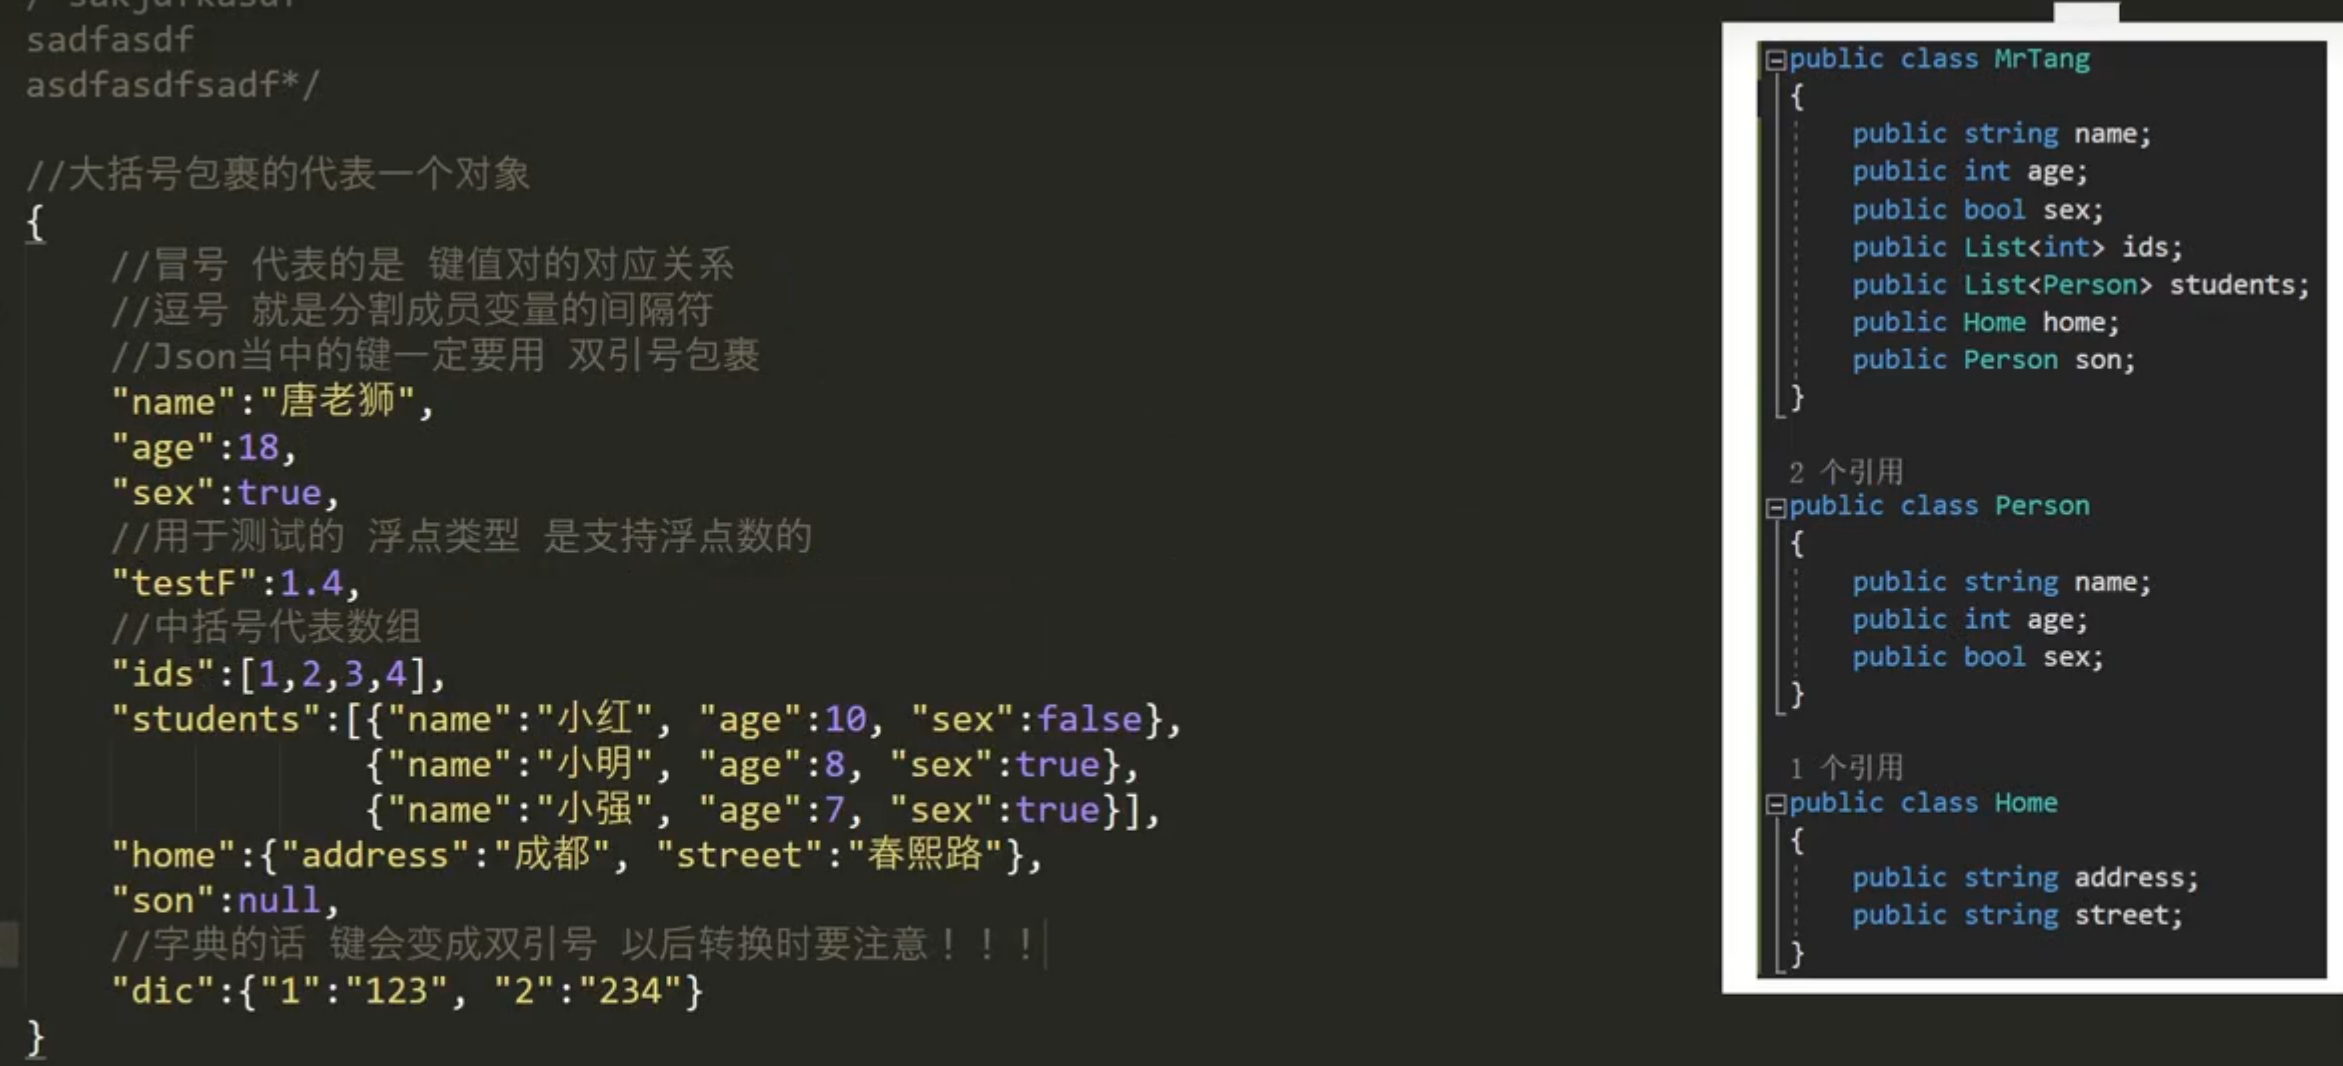 sadfasdf
asdfasdfsadf*/
//大括号包裹的代表一个对象
{
//冒号 代表的是 键值对的对应关系
//逗号 就是分割成员变量的间隔符
//Json当中的键一定要用 双引号包裹
"name":"唐老狮",
"age":18,
"sex":true,
//用于测试的 浮点类型 是支持浮点数的
"testF":1.4,
//中括号代表数组
"ids":[1,2,3,4],
"students":[{"name":"小红", "age":10, "sex":false},
{"name":"小明", "age":8, "sex":true},
{"name":"小强", "age":7, "sex":true}],
"home":{"address":"成都", "street":"春熙路"},
"son":null,
//字典的话 键会变成双引号 以后转换时要注意！！！
"dic":{"1":"123", "2":"234"}
}
public class MrTang
{
public string name;
public int age;
public bool sex;
public List<int> ids;
public List<Person> students;
public Home home;
public Person son;
}
2 个引用
public class Person
{
public string name;
public int age;
public bool sex;
}
1 个引用
public class Home
{
public string address;
public string street;
}